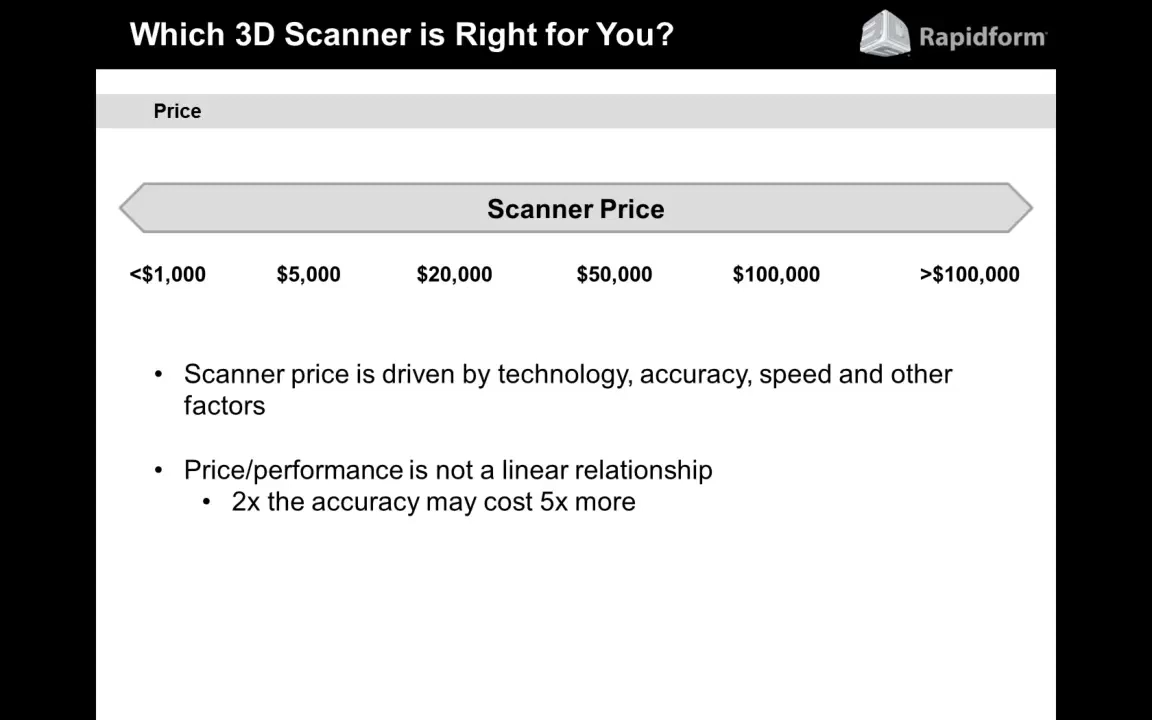 Which 3D Scanner is Right for You?
Rapidform
Price
Scanner Price
<$1,000 $5,000 $20,000 $50,000 $100,000 >$100,000
• Scanner price is driven by technology, accuracy, speed and other
factors
• Price/performance is not a linear relationship
• 2x the accuracy may cost 5x more